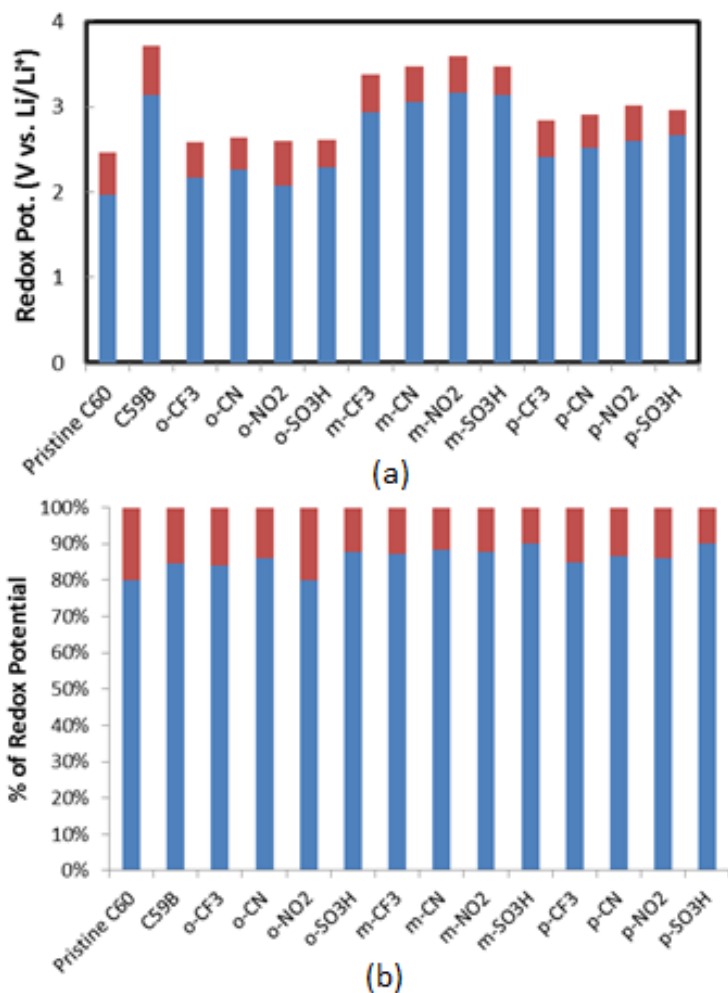 Redox Pot. (V vs. Li/Li⁺)
4
3
2
1
0
Pristine C60
C59B
o-CF3
o-CN
o-NO2
o-SO3H
m-CF3
m-CN
m-NO2
m-SO3H
p-CF3
p-CN
p-NO2
p-SO3H
(a)
% of Redox Potential
100%
90%
80%
70%
60%
50%
40%
30%
20%
10%
0%
Pristine C60
C59B
o-CF3
o-CN
o-NO2
o-SO3H
m-CF3
m-CN
m-NO2
m-SO3H
p-CF3
p-CN
p-NO2
p-SO3H
(b)